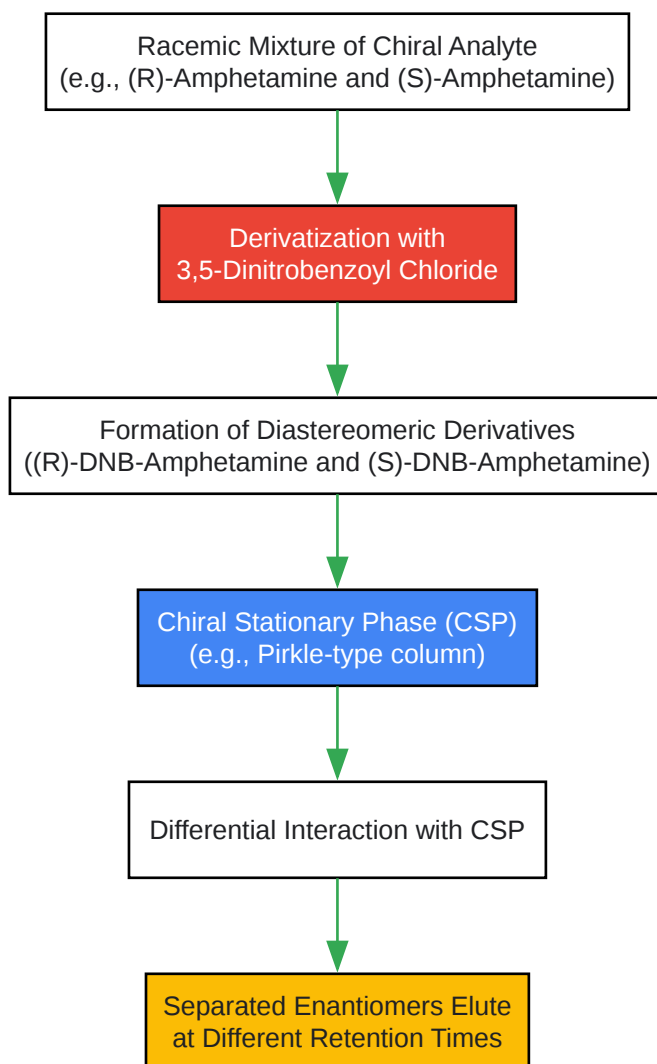 Racemic Mixture of Chiral Analyte
(e.g., (R)-Amphetamine and (S)-Amphetamine)
Derivatization with
3,5-Dinitrobenzoyl Chloride
Formation of Diastereomeric Derivatives
((R)-DNB-Amphetamine and (S)-DNB-Amphetamine)
Chiral Stationary Phase (CSP)
(e.g., Pirkle-type column)
Differential Interaction with CSP
Separated Enantiomers Elute
at Different Retention Times